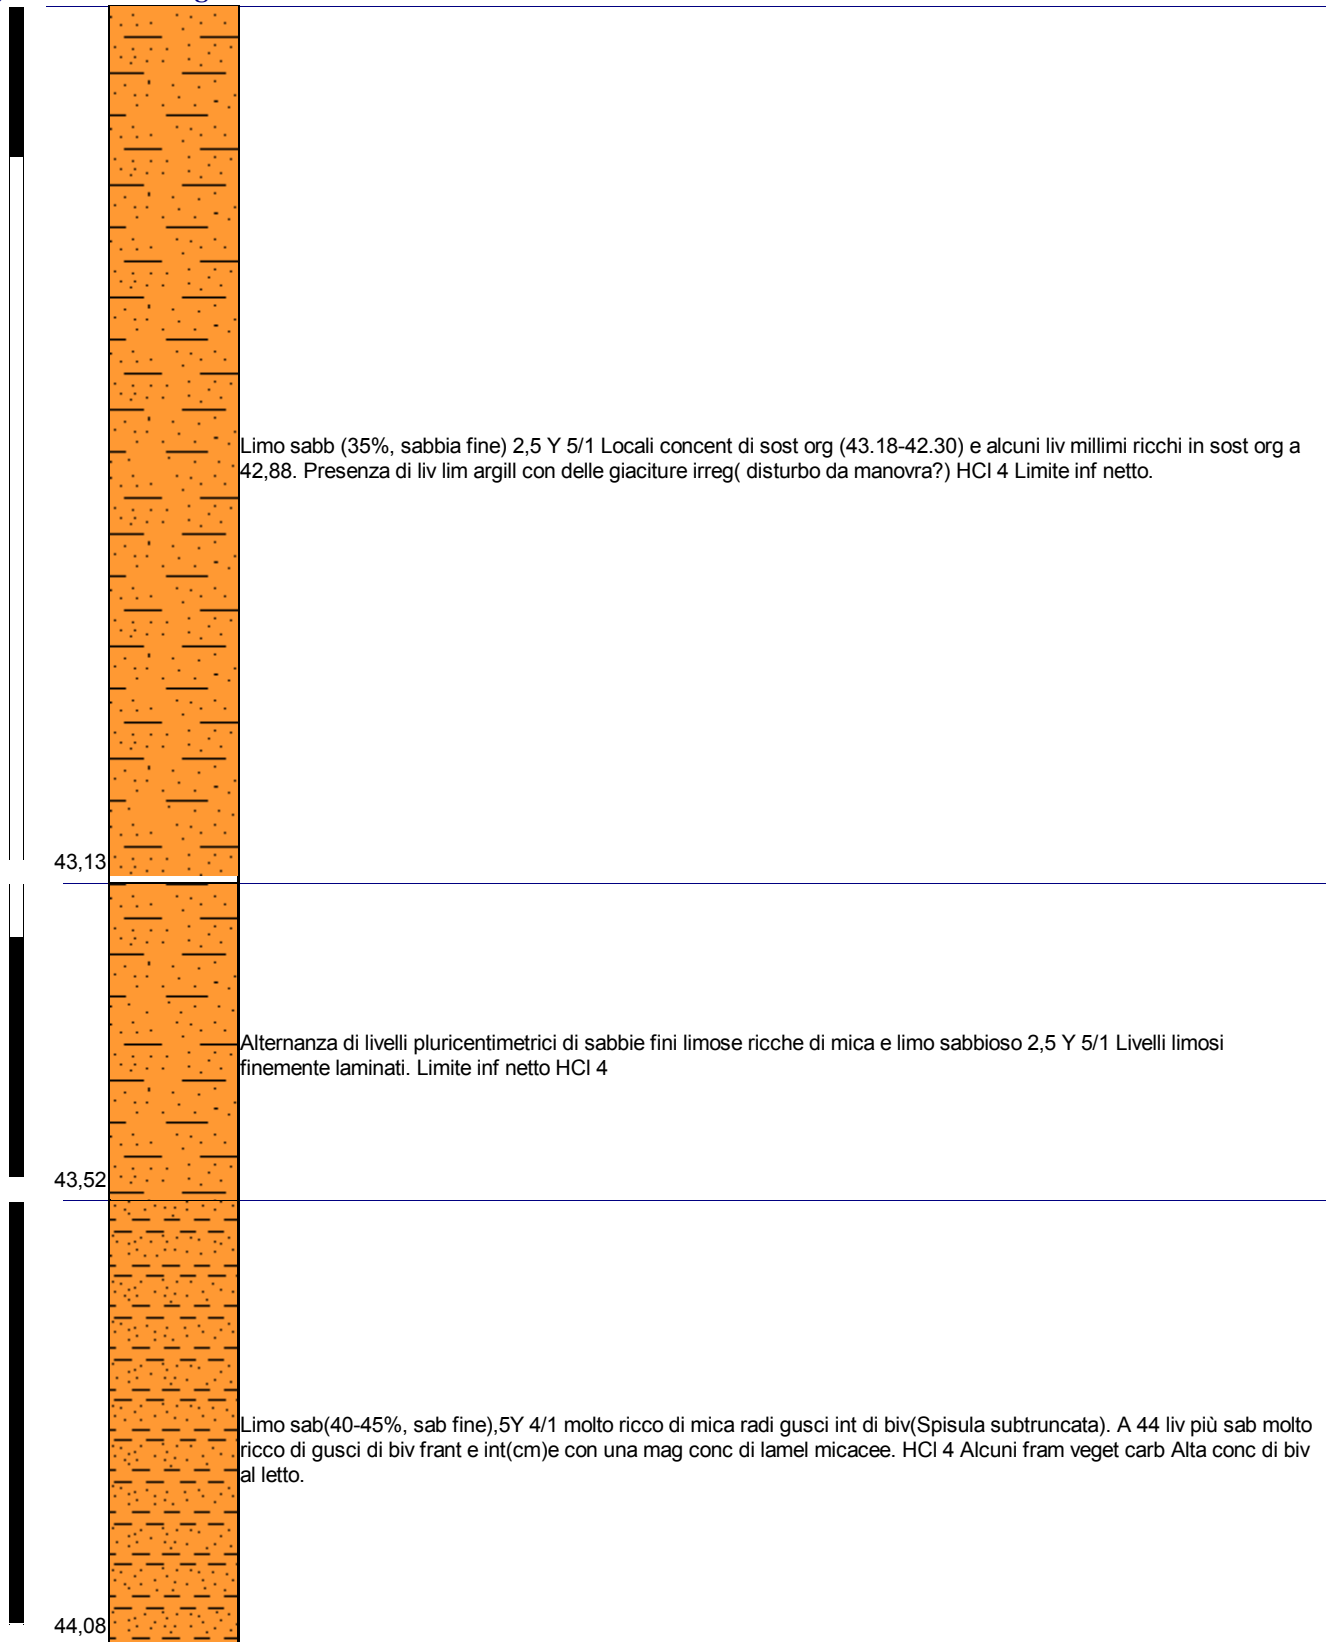 Limo sabb (35%, sabbia fine) 2,5 Y 5/1 Locali concent di sost org (43.18-42.30) e alcuni liv millimi ricchi in sost org a
42,88. Presenza di liv lim argill con delle giaciture irreg( disturbo da manovra?) HCl 4 Limite inf netto.
43,13
Alternanza di livelli pluricentimetrici di sabbie fini limose ricche di mica e limo sabbioso 2,5 Y 5/1 Livelli limosi
finemente laminati. Limite inf netto HCl 4
43,52
Limo sab(40-45%, sab fine),5Y 4/1 molto ricco di mica radi gusci int di biv(Spisula subtruncata). A 44 liv più sab molto
ricco di gusci di biv frant e int(cm)e con una mag conc di lamel micacee. HCl 4 Alcuni fram veget carb Alta conc di biv
al letto.
44,08